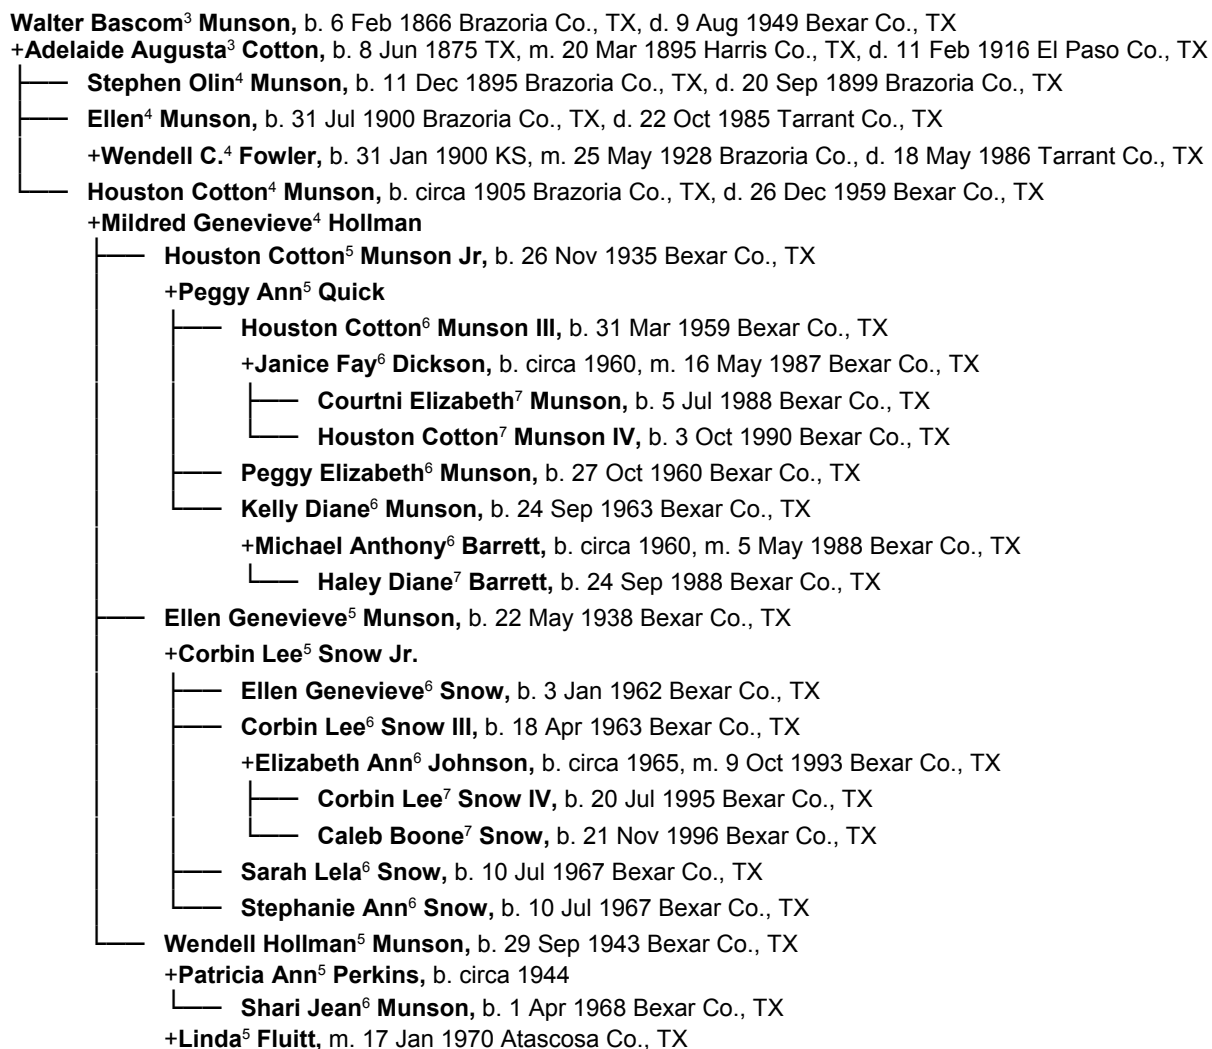 Walter Bascom³ Munson, b. 6 Feb 1866 Brazoria Co., TX, d. 9 Aug 1949 Bexar Co., TX
+Adelaide Augusta³ Cotton, b. 8 Jun 1875 TX, m. 20 Mar 1895 Harris Co., TX, d. 11 Feb 1916 El Paso Co., TX
Stephen Olin⁴ Munson, b. 11 Dec 1895 Brazoria Co., TX, d. 20 Sep 1899 Brazoria Co., TX
Ellen⁴ Munson, b. 31 Jul 1900 Brazoria Co., TX, d. 22 Oct 1985 Tarrant Co., TX
+Wendell C.⁴ Fowler, b. 31 Jan 1900 KS, m. 25 May 1928 Brazoria Co., d. 18 May 1986 Tarrant Co., TX
Houston Cotton⁴ Munson, b. circa 1905 Brazoria Co., TX, d. 26 Dec 1959 Bexar Co., TX
+Mildred Genevieve⁴ Hollman
Houston Cotton⁵ Munson Jr, b. 26 Nov 1935 Bexar Co., TX
+Peggy Ann⁵ Quick
Houston Cotton⁶ Munson III, b. 31 Mar 1959 Bexar Co., TX
+Janice Fay⁶ Dickson, b. circa 1960, m. 16 May 1987 Bexar Co., TX
Courtni Elizabeth⁷ Munson, b. 5 Jul 1988 Bexar Co., TX
Houston Cotton⁷ Munson IV, b. 3 Oct 1990 Bexar Co., TX
Peggy Elizabeth⁶ Munson, b. 27 Oct 1960 Bexar Co., TX
Kelly Diane⁶ Munson, b. 24 Sep 1963 Bexar Co., TX
+Michael Anthony⁶ Barrett, b. circa 1960, m. 5 May 1988 Bexar Co., TX
Haley Diane⁷ Barrett, b. 24 Sep 1988 Bexar Co., TX
Ellen Genevieve⁵ Munson, b. 22 May 1938 Bexar Co., TX
+Corbin Lee⁵ Snow Jr.
Ellen Genevieve⁶ Snow, b. 3 Jan 1962 Bexar Co., TX
Corbin Lee⁶ Snow III, b. 18 Apr 1963 Bexar Co., TX
+Elizabeth Ann⁶ Johnson, b. circa 1965, m. 9 Oct 1993 Bexar Co., TX
Corbin Lee⁷ Snow IV, b. 20 Jul 1995 Bexar Co., TX
Caleb Boone⁷ Snow, b. 21 Nov 1996 Bexar Co., TX
Sarah Lela⁶ Snow, b. 10 Jul 1967 Bexar Co., TX
Stephanie Ann⁶ Snow, b. 10 Jul 1967 Bexar Co., TX
Wendell Hollman⁵ Munson, b. 29 Sep 1943 Bexar Co., TX
+Patricia Ann⁵ Perkins, b. circa 1944
Shari Jean⁶ Munson, b. 1 Apr 1968 Bexar Co., TX
+Linda⁵ Fluitt, m. 17 Jan 1970 Atascosa Co., TX